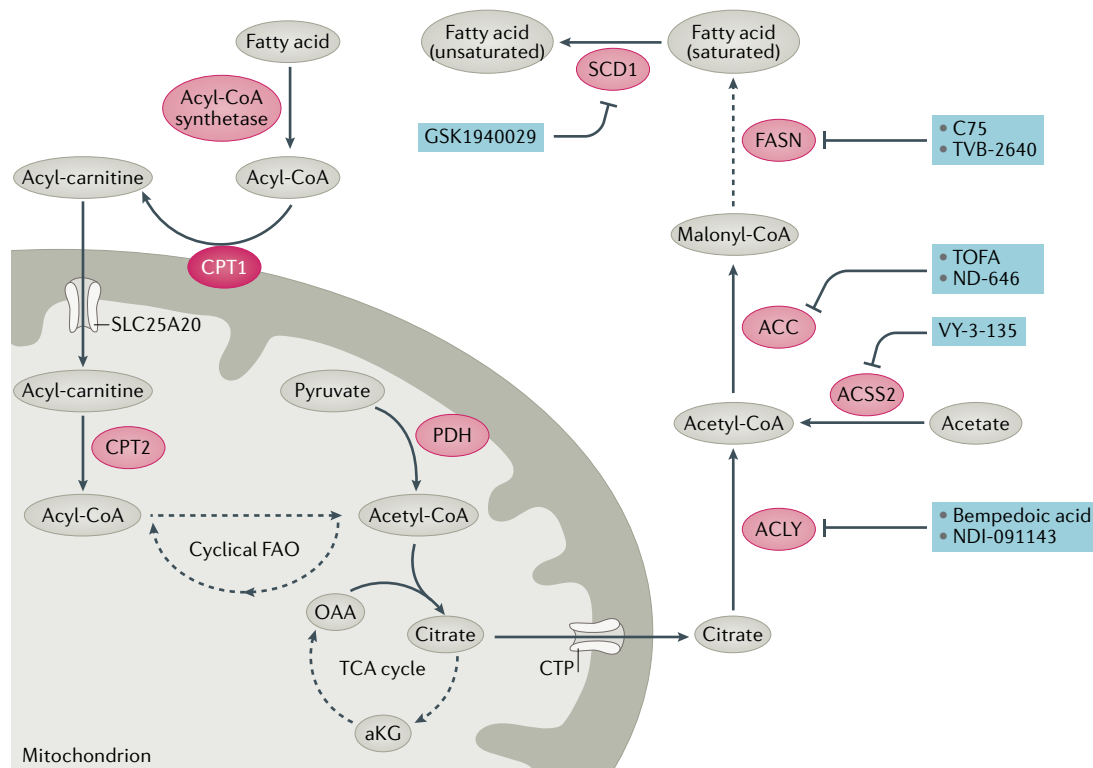 Fatty acid
Acyl-CoA
synthetase
Acyl-carnitine
Acyl-CoA
CPT1
SLC25A20
Acyl-carnitine
CPT2
Acyl-CoA
Cyclical FAO
Pyruvate
PDH
Acetyl-CoA
OAA
Citrate
TCA cycle
aKG
CTP
Mitochondrion
Fatty acid
(unsaturated)
SCD1
Fatty acid
(saturated)
GSK1940029
FASN
• C75
• TVB-2640
Malonyl-CoA
• TOFA
• ND-646
ACC
VY-3-135
ACSS2
Acetyl-CoA
Acetate
ACLY
• Bempedoic acid
• NDI-091143
Citrate